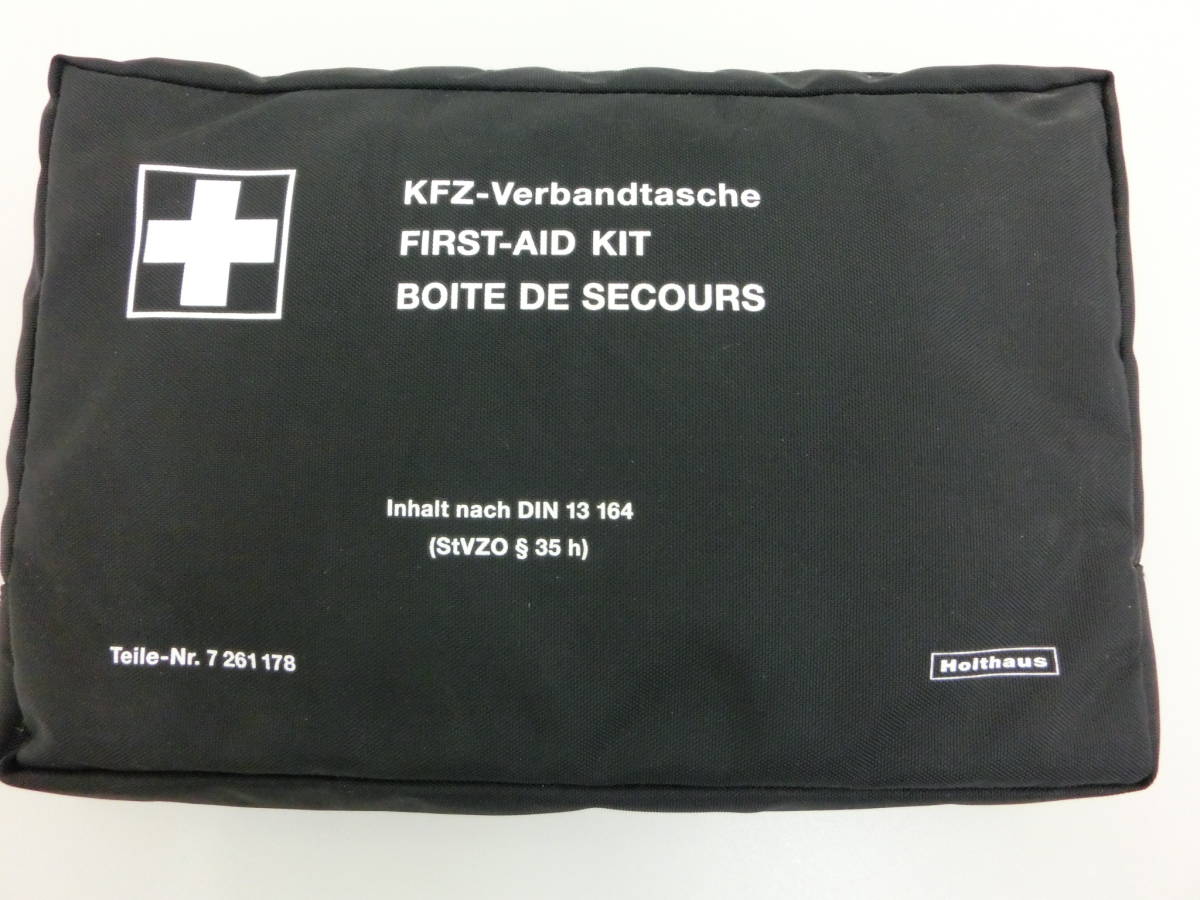 KFZ-Verbandtasche
FIRST-AID KIT
BOITE DE SECOURS
Inhalt nach DIN 13 164
(StVZO § 35 h)
Teile-Nr. 7 261 178
Holthaus